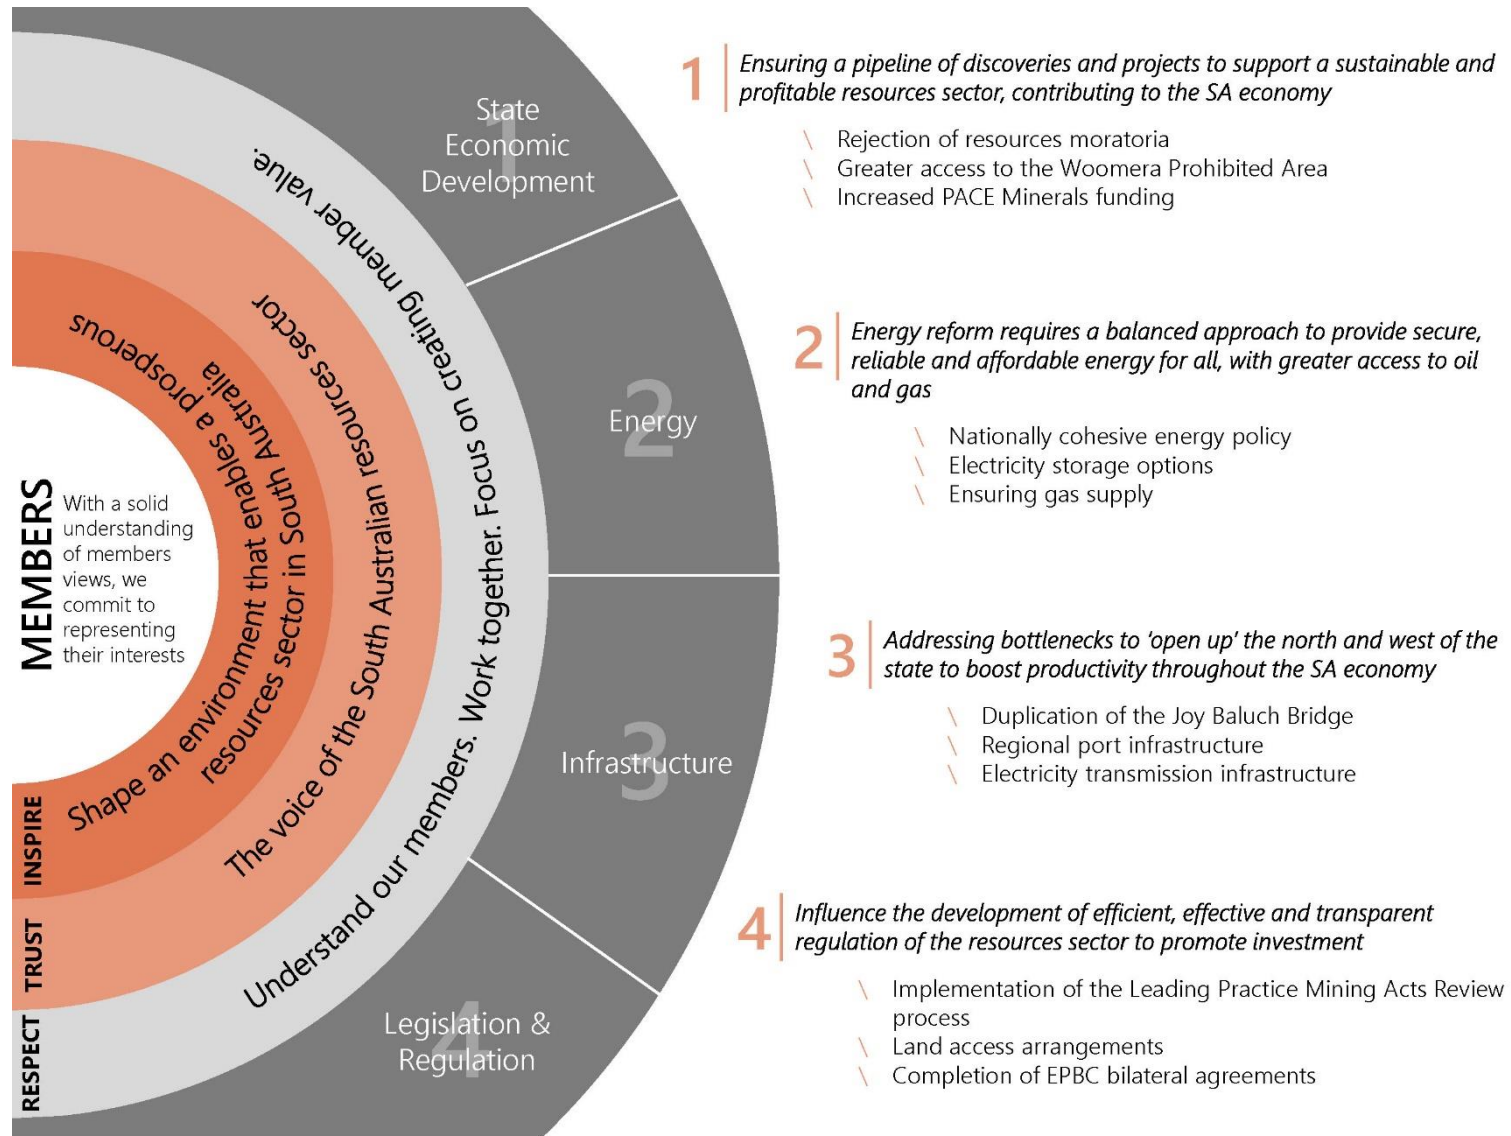 MEMBERS
With a solid
understanding
of members
views, we
commit to
representing
their interests
INSPIRE
Shape an environment that enables a prosperous
resources sector in South Australia
TRUST
The voice of the South Australian resources sector
RESPECT
Understand our members. Work together. Focus on creating member value.
1
State
Economic
Development
2
Energy
3
Infrastructure
4
Legislation &
Regulation
1
Ensuring a pipeline of discoveries and projects to support a sustainable and
profitable resources sector, contributing to the SA economy
\ Rejection of resources moratoria
\ Greater access to the Woomera Prohibited Area
\ Increased PACE Minerals funding
2
Energy reform requires a balanced approach to provide secure,
reliable and affordable energy for all, with greater access to oil
and gas
\ Nationally cohesive energy policy
\ Electricity storage options
\ Ensuring gas supply
3
Addressing bottlenecks to 'open up' the north and west of the
state to boost productivity throughout the SA economy
\ Duplication of the Joy Baluch Bridge
\ Regional port infrastructure
\ Electricity transmission infrastructure
4
Influence the development of efficient, effective and transparent
regulation of the resources sector to promote investment
\ Implementation of the Leading Practice Mining Acts Review
process
\ Land access arrangements
\ Completion of EPBC bilateral agreements